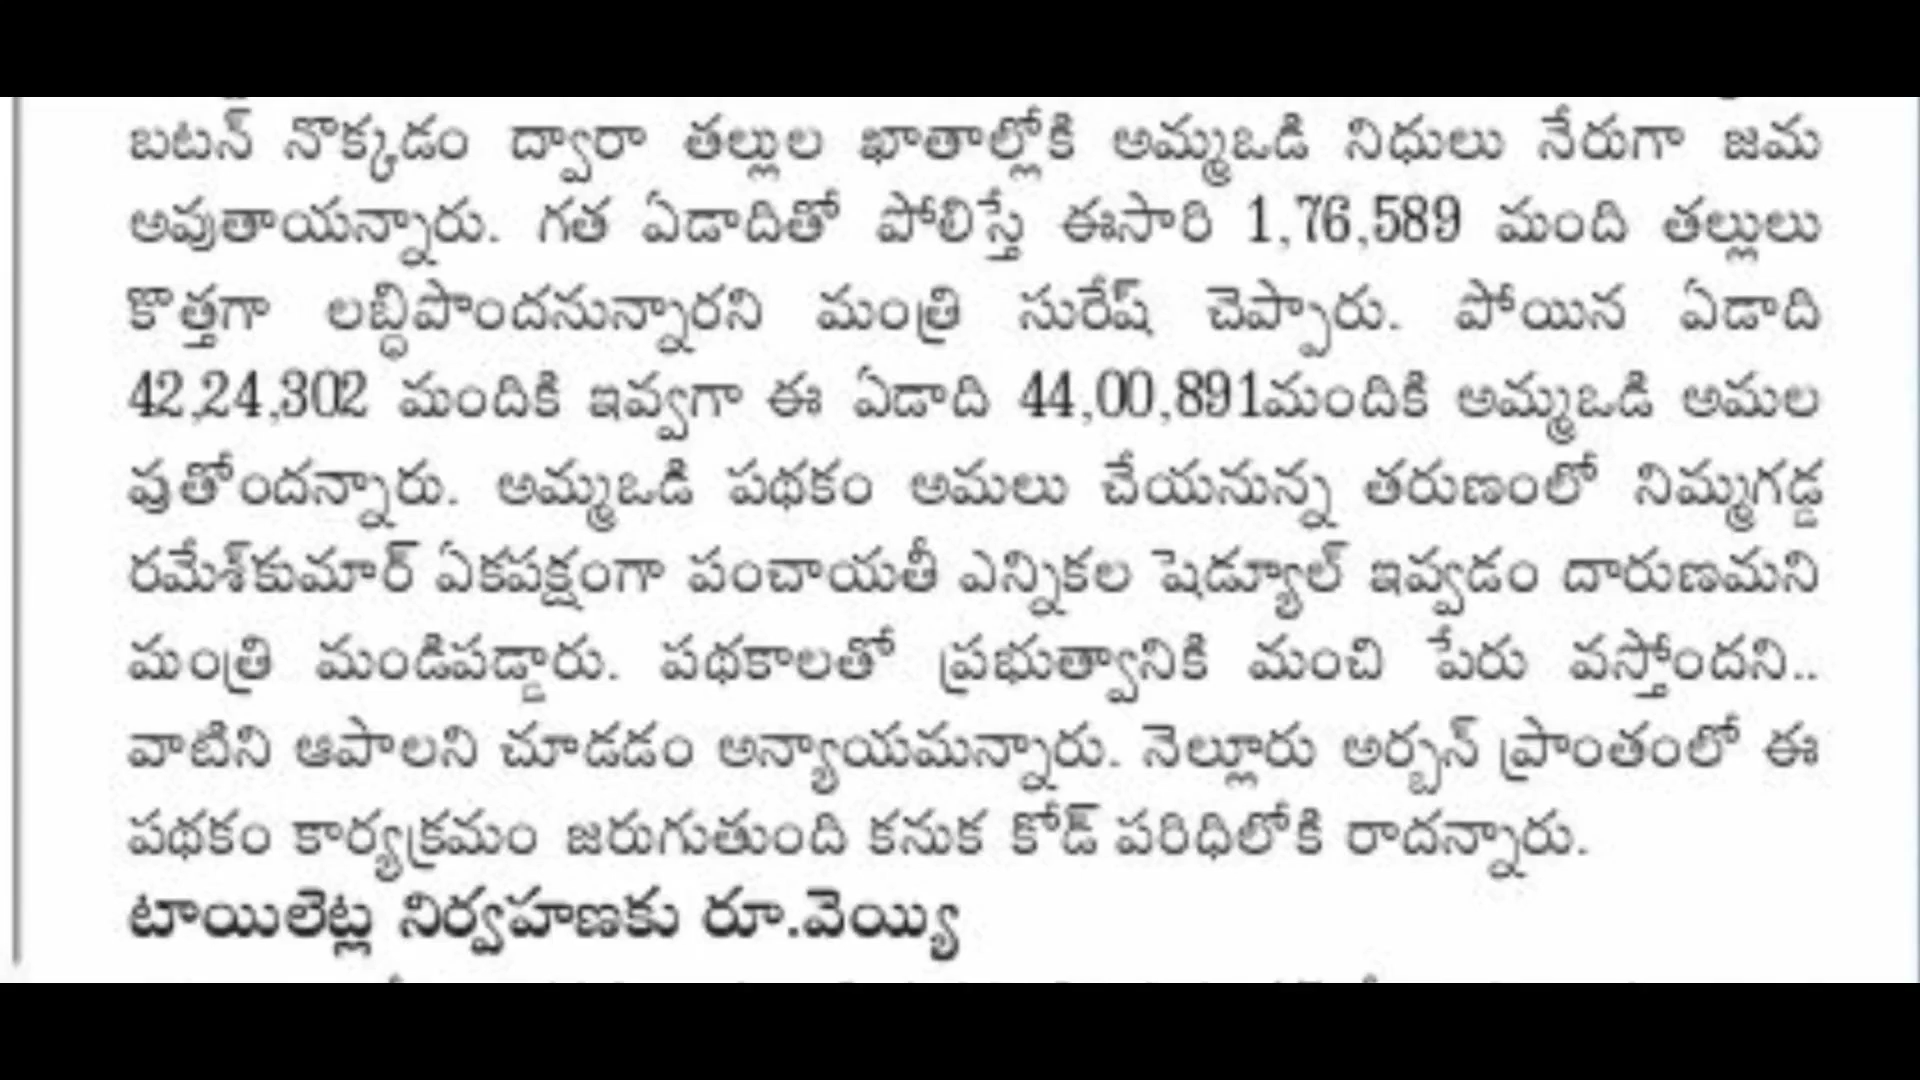 బటన్ నొక్కడం ద్వారా తల్లుల ఖాతాల్లోకి అమ్మఒడి నిధులు నేరుగా జమ
అవుతాయన్నారు. గత ఏడాదితో పోలిస్తే ఈసారి 1,76,589 మంది తల్లులు
కొత్తగా లబ్ధిపొందనున్నారని మంత్రి సురేష్ చెప్పారు. పోయిన ఏడాది
42,24,302 మందికి ఇవ్వగా ఈ ఏడాది 44,00,891మందికి అమ్మఒడి అమల
వుతోందన్నారు. అమ్మఒడి పథకం అమలు చేయనున్న తరుణంలో నిమ్మగడ్డ
రమేశ్‌కుమార్ ఏకపక్షంగా పంచాయతీ ఎన్నికల షెడ్యూల్ ఇవ్వడం దారుణమని
మంత్రి మండిపడ్డారు. పథకాలతో ప్రభుత్వానికి మంచి పేరు వస్తోందని..
వాటిని ఆపాలని చూడడం అన్యాయమన్నారు. నెల్లూరు అర్బన్ ప్రాంతంలో ఈ
పథకం కార్యక్రమం జరుగుతుంది కనుక కోడ్ పరిధిలోకి రాదన్నారు.
టాయిలెట్ల నిర్వహణకు రూ.వెయ్యి